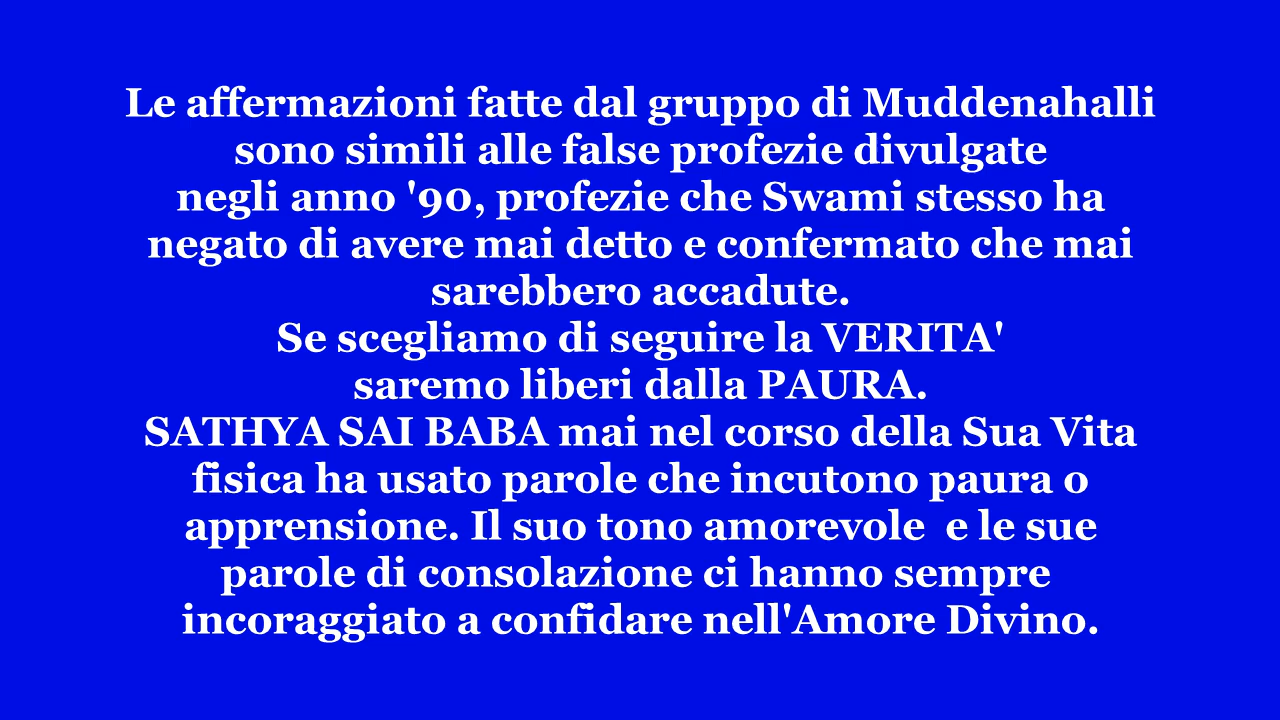 Le affermazioni fatte dal gruppo di Muddenahalli
sono simili alle false profezie divulgate
negli anno '90, profezie che Swami stesso ha
negato di avere mai detto e confermato che mai
sarebbero accadute.
Se scegliamo di seguire la VERITA'
saremo liberi dalla PAURA.
SATHYA SAI BABA mai nel corso della Sua Vita
fisica ha usato parole che incutono paura o
apprensione. Il suo tono amorevole  e le sue
parole di consolazione ci hanno sempre
incoraggiato a confidare nell'Amore Divino.